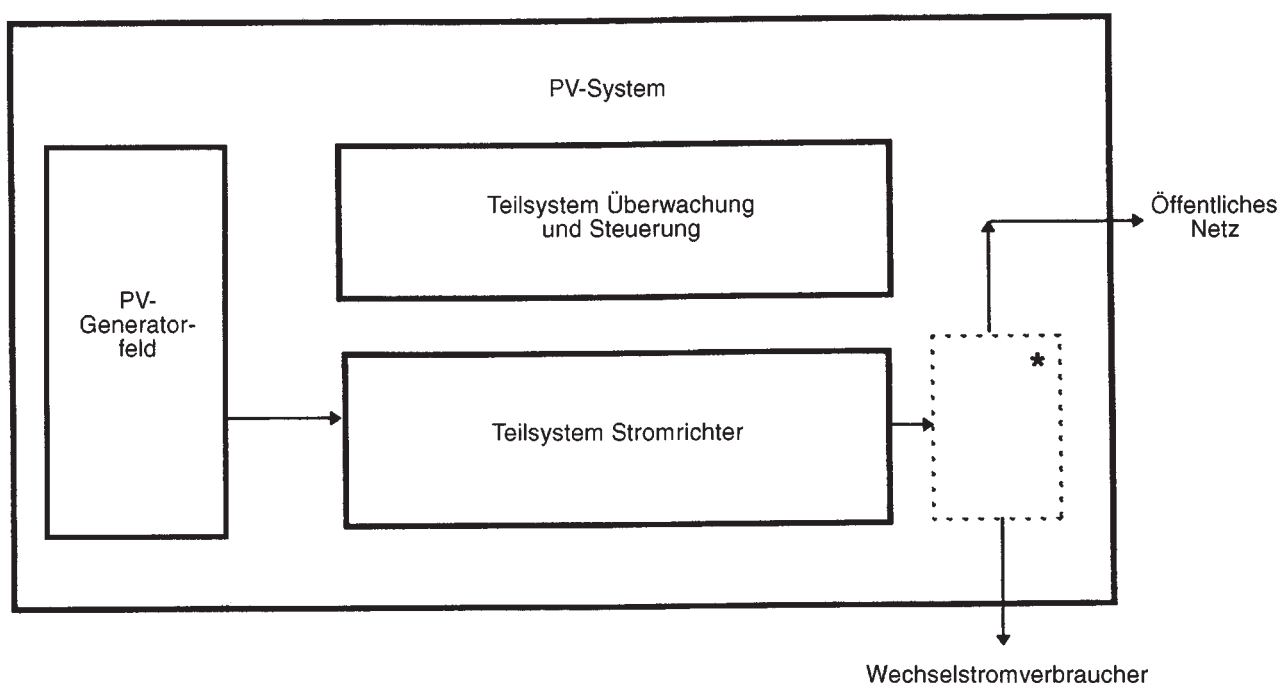 PV-System
Teilsystem Überwachung
und Steuerung
Öffentliches
Netz
PV-
Generator-
feld
*
Teilsystem Stromrichter
Wechselstromverbraucher